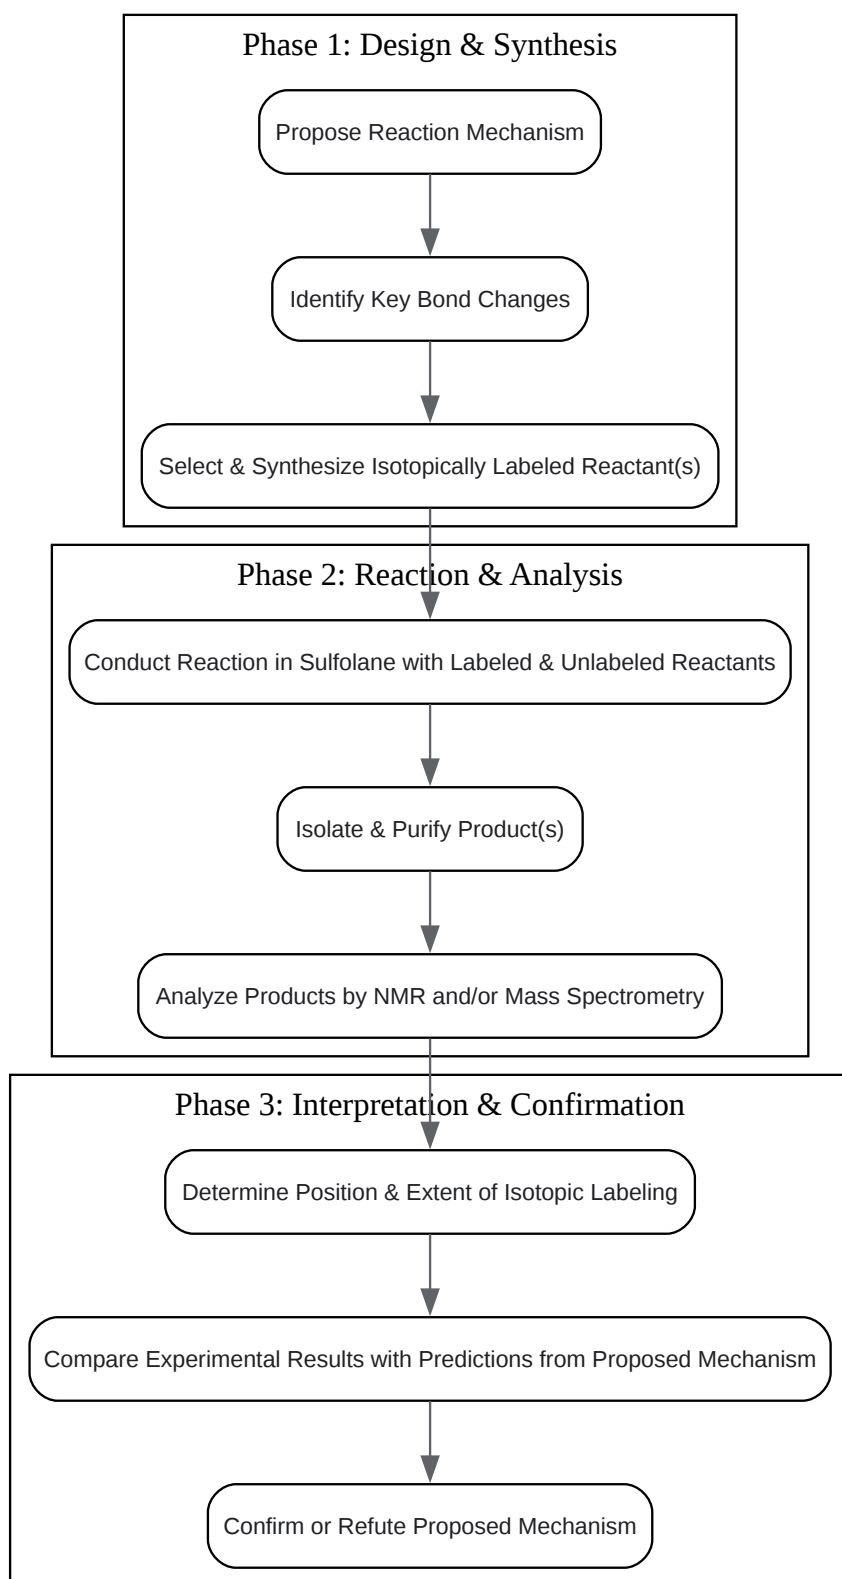 Phase 1: Design & Synthesis
Propose Reaction Mechanism
Identify Key Bond Changes
Select & Synthesize Isotopically Labeled Reactant(s)
Phase 2: Reaction & Analysis
Conduct Reaction in Sulfolane with Labeled & Unlabeled Reactants
Isolate & Purify Product(s)
Analyze Products by NMR and/or Mass Spectrometry
Phase 3: Interpretation & Confirmation
Determine Position & Extent of Isotopic Labeling
Compare Experimental Results with Predictions from Proposed Mechanism
Confirm or Refute Proposed Mechanism